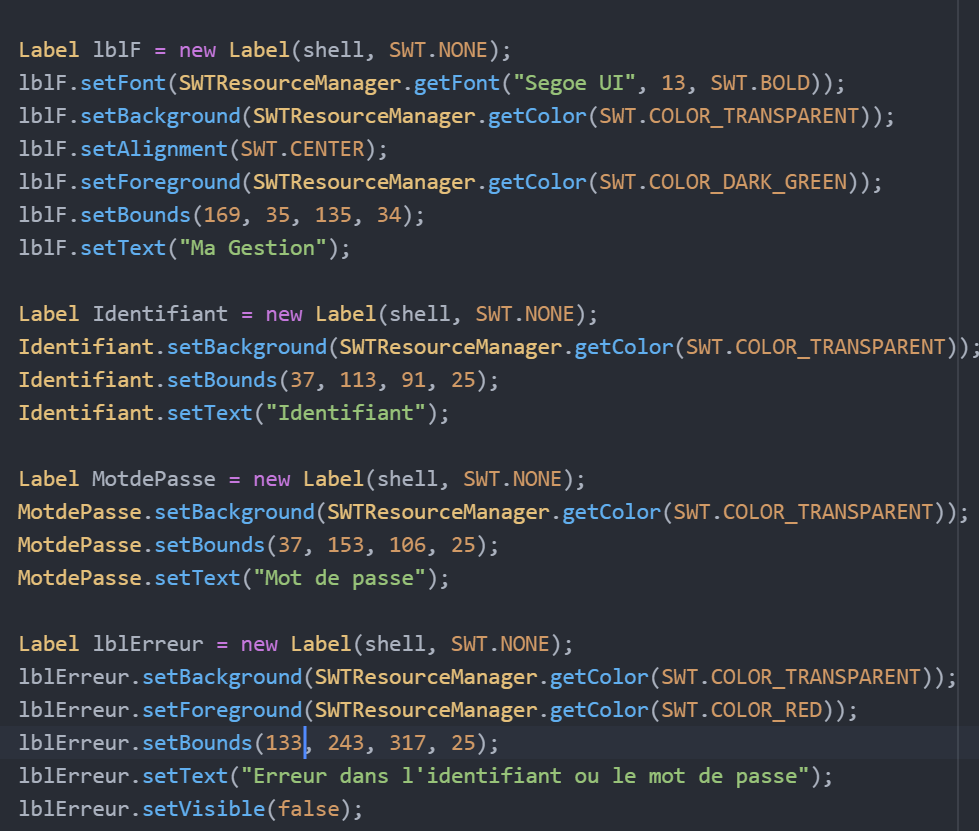 Label lblF = new Label(shell, SWT.NONE);
lblF.setFont(SWTResourceManager.getFont("Segoe UI", 13, SWT.BOLD));
lblF.setBackground(SWTResourceManager.getColor(SWT.COLOR_TRANSPARENT));
lblF.setAlignment(SWT.CENTER);
lblF.setForeground(SWTResourceManager.getColor(SWT.COLOR_DARK_GREEN));
lblF.setBounds(169, 35, 135, 34);
lblF.setText("Ma Gestion");

Label Identifiant = new Label(shell, SWT.NONE);
Identifiant.setBackground(SWTResourceManager.getColor(SWT.COLOR_TRANSPARENT));
Identifiant.setBounds(37, 113, 91, 25);
Identifiant.setText("Identifiant");

Label MotdePasse = new Label(shell, SWT.NONE);
MotdePasse.setBackground(SWTResourceManager.getColor(SWT.COLOR_TRANSPARENT));
MotdePasse.setBounds(37, 153, 106, 25);
MotdePasse.setText("Mot de passe");

Label lblErreur = new Label(shell, SWT.NONE);
lblErreur.setBackground(SWTResourceManager.getColor(SWT.COLOR_TRANSPARENT));
lblErreur.setForeground(SWTResourceManager.getColor(SWT.COLOR_RED));
lblErreur.setBounds(133, 243, 317, 25);
lblErreur.setText("Erreur dans l'identifiant ou le mot de passe");
lblErreur.setVisible(false);